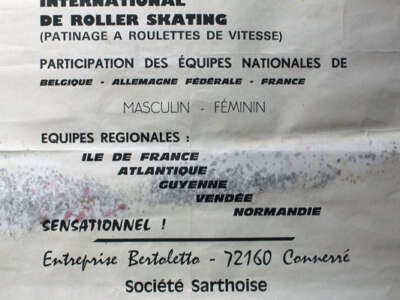 INTERNATIONAL
DE ROLLER SKATING
(PATINAGE A ROULETTES DE VITESSE)
PARTICIPATION DES ÉQUIPES NATIONALES DE
BELGIQUE - ALLEMAGNE FÉDÉRALE - FRANCE
MASCULIN - FÉMININ
EQUIPES REGIONALES :
ILE DE FRANCE
ATLANTIQUE
GUYENNE
VENDÉE
NORMANDIE
SENSATIONNEL !
Entreprise Bertoletto - 72160 Connerré
Société Sarthoise